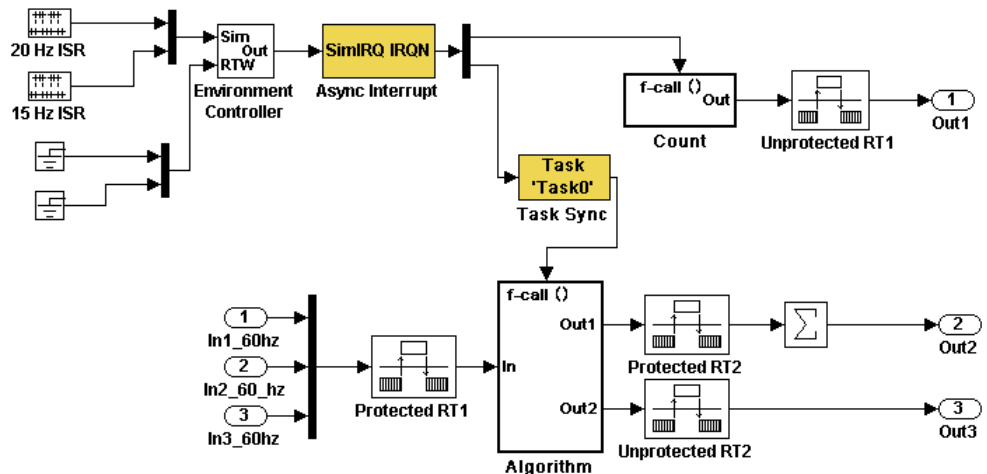 20 Hz ISR
15 Hz ISR
Sim
Out
RTW
Environment
Controller
SimIRQ IRQN
Async Interrupt
f-call ()
Out
Count
Unprotected RT1
1
Out1
Task
'Task0'
Task Sync
1
In1_60hz
2
In2_60_hz
3
In3_60hz
Protected RT1
f-call ()
In
Out1
Out2
Algorithm
Protected RT2
Σ
2
Out2
Unprotected RT2
3
Out3